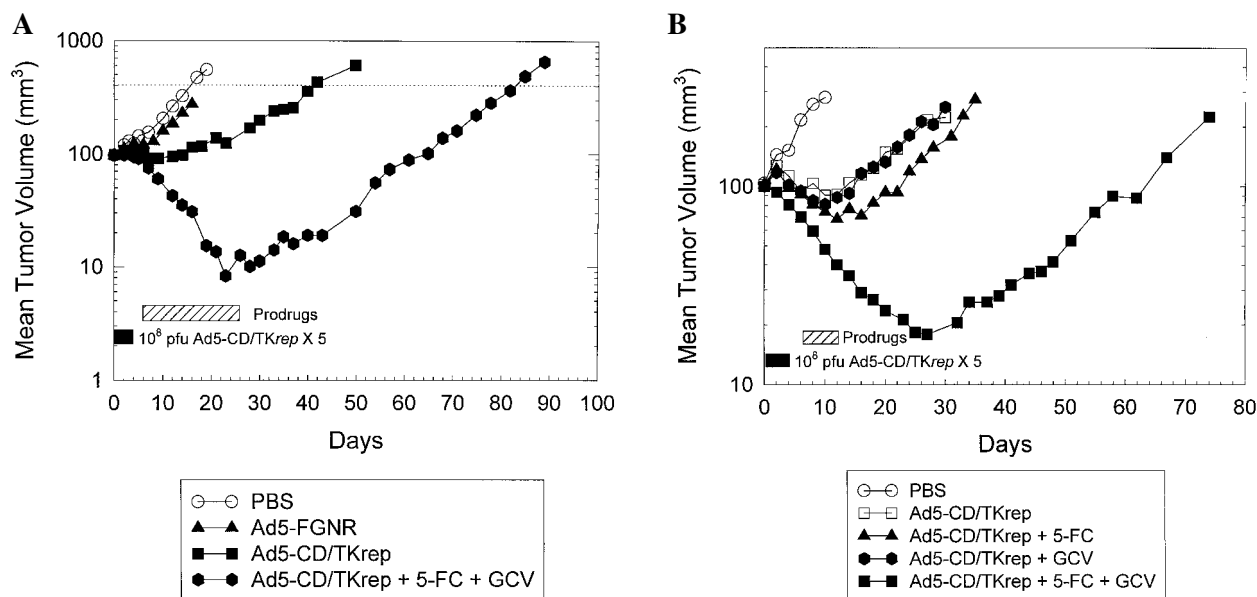 A
Mean Tumor Volume (mm³)
1000
100
10
1
Prodrugs
10⁸ pfu Ad5-CD/TKrep X 5
0 10 20 30 40 50 60 70 80 90 100
Days
PBS
Ad5-FGNR
Ad5-CD/TKrep
Ad5-CD/TKrep + 5-FC + GCV
B
Mean Tumor Volume (mm³)
100
10
Prodrugs
10⁸ pfu Ad5-CD/TKrep X 5
0 10 20 30 40 50 60 70 80
Days
PBS
Ad5-CD/TKrep
Ad5-CD/TKrep + 5-FC
Ad5-CD/TKrep + GCV
Ad5-CD/TKrep + 5-FC + GCV